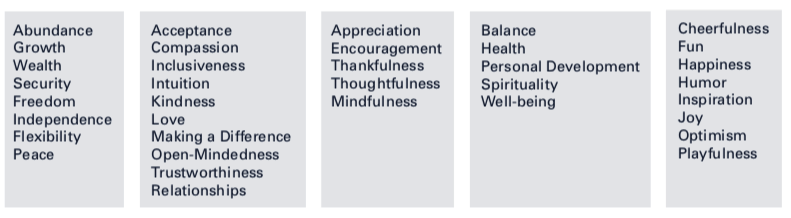 Abundance
Growth
Wealth
Security
Freedom
Independence
Flexibility
Peace
Acceptance
Compassion
Inclusiveness
Intuition
Kindness
Love
Making a Difference
Open-Mindedness
Trustworthiness
Relationships
Appreciation
Encouragement
Thankfulness
Thoughtfulness
Mindfulness
Balance
Health
Personal Development
Spirituality
Well-being
Cheerfulness
Fun
Happiness
Humor
Inspiration
Joy
Optimism
Playfulness